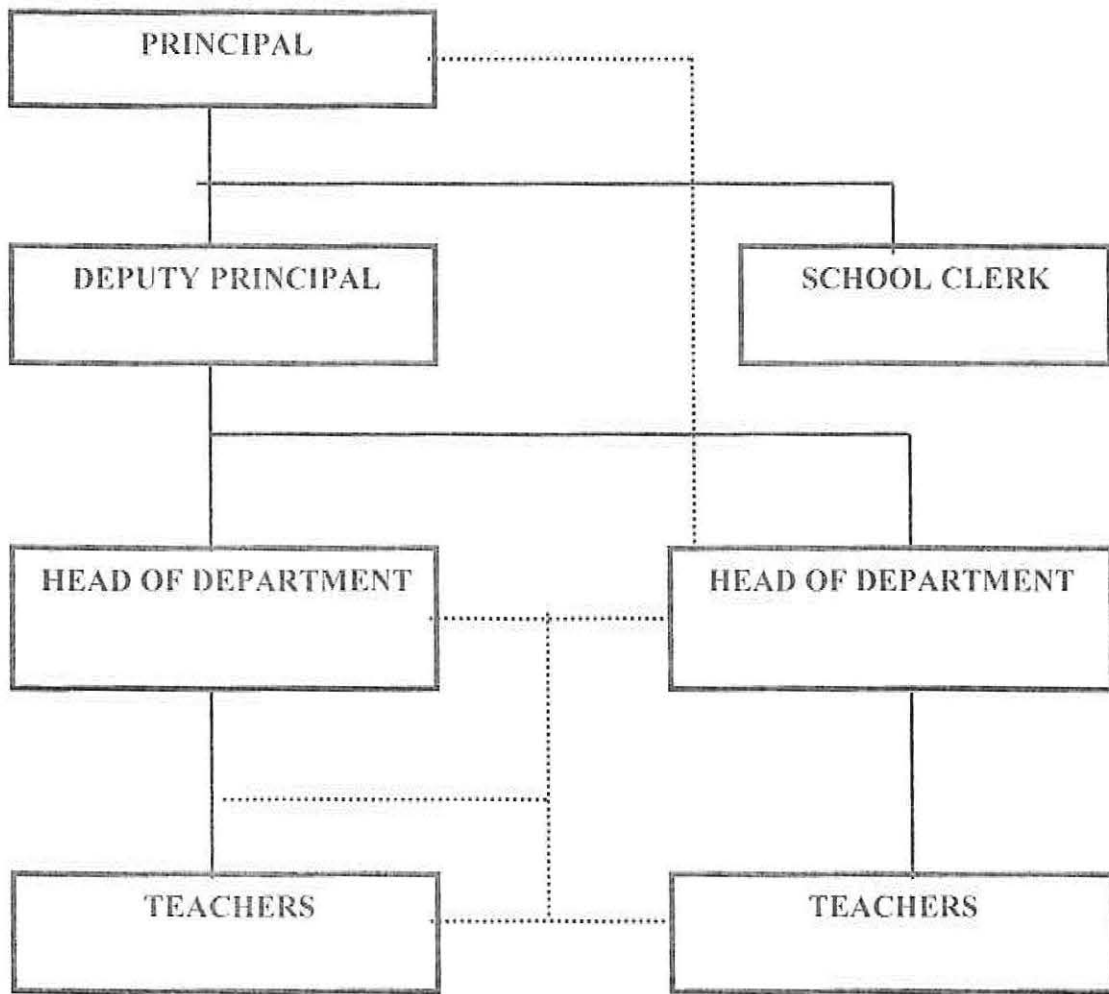 PRINCIPAL
DEPUTY PRINCIPAL
SCHOOL CLERK
HEAD OF DEPARTMENT
HEAD OF DEPARTMENT
TEACHERS
TEACHERS